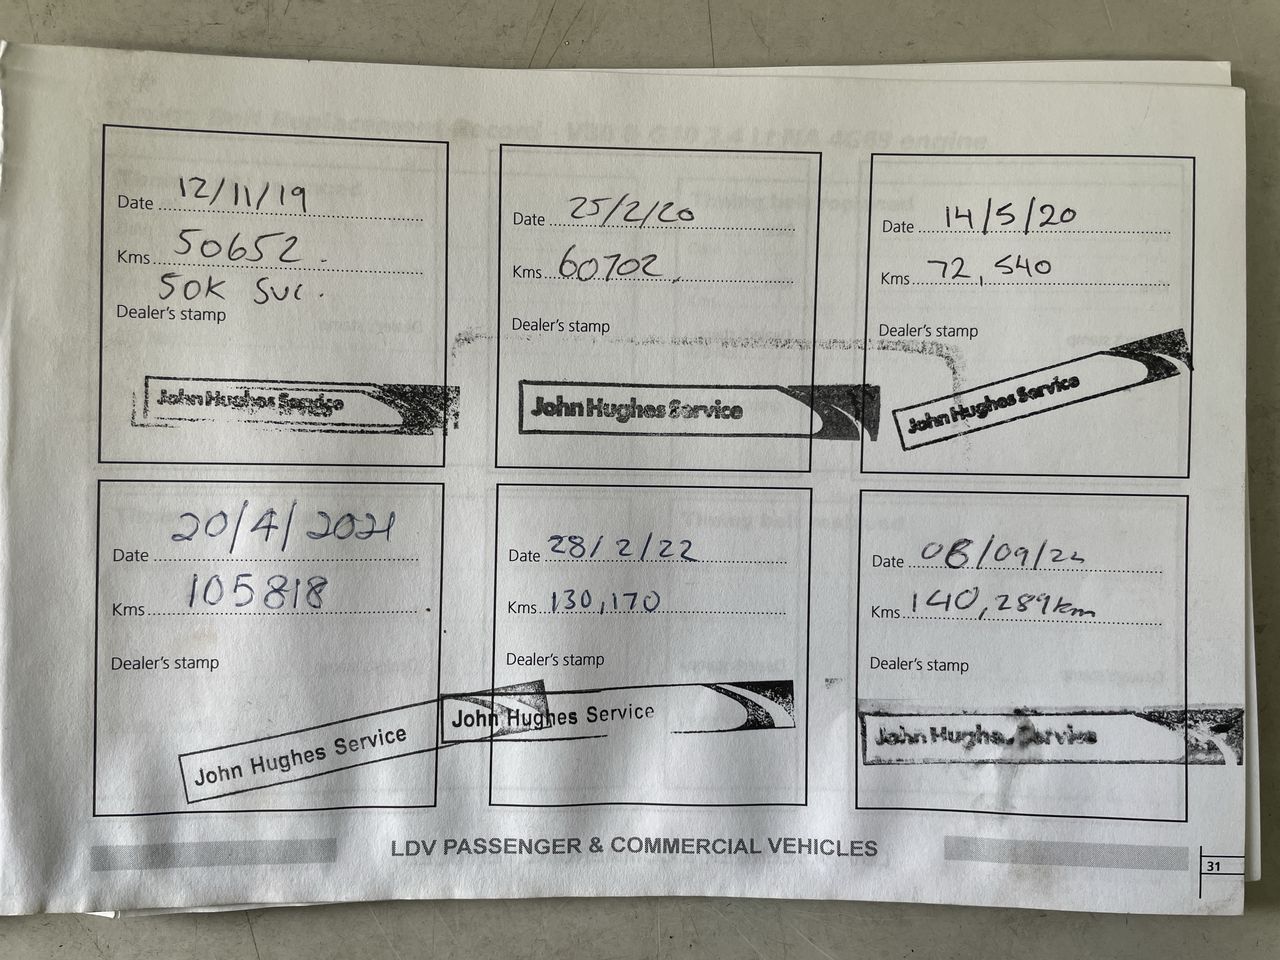 Date 12/11/19
Kms 50652.
50K SVC.
Dealer's stamp
John Hughes Service
Date 25/2/20
Kms 60702
Dealer's stamp
John Hughes Service
Date 14/5/20
Kms 72,540
Dealer's stamp
John Hughes Service
Date 20/4/2021
Kms 105818
Dealer's stamp
John Hughes Service
Date 28/2/22
Kms 130,170
Dealer's stamp
John Hughes Service
Date 08/09/22
Kms 140,289km
Dealer's stamp
John Hughes Service
LDV PASSENGER & COMMERCIAL VEHICLES
31